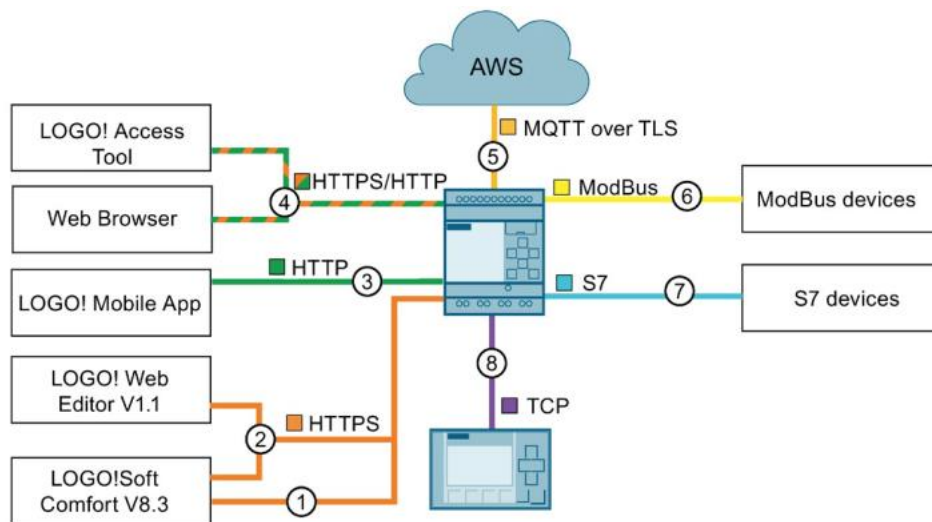 AWS
LOGO! Access
Tool
MQTT over TLS
5
HTTPS/HTTP
ModBus
6
4
Web Browser
ModBus devices
HTTP
3
S7
7
LOGO! Mobile App
S7 devices
8
LOGO! Web
Editor V1.1
TCP
HTTPS
2
LOGO!Soft
Comfort V8.3
1